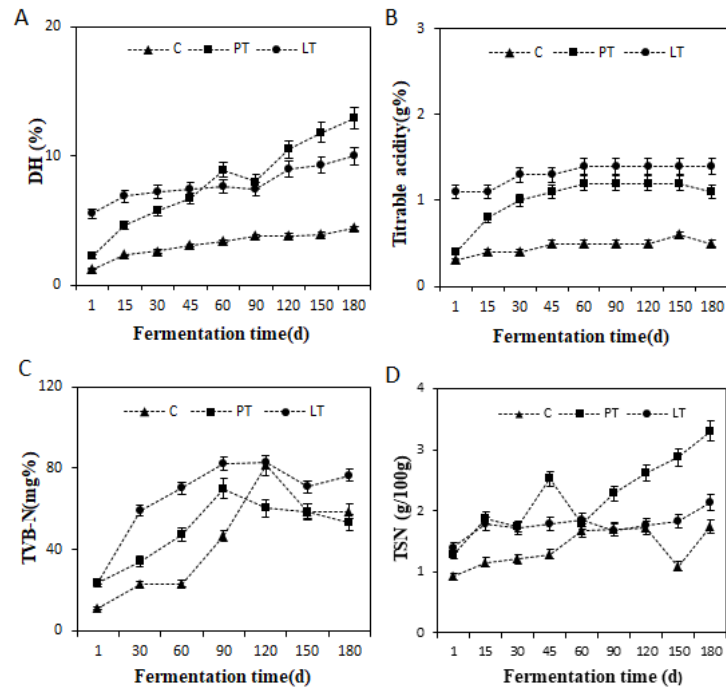 A
20
C PT LT
DH (%)
10
0
1 15 30 45 60 90 120 150 180
Fermentation time(d)
B
3
C PT LT
Titrable acidity(g%)
2
1
0
1 15 30 45 60 90 120 150 180
Fermentation time(d)
C
120
C PT LT
TVB-N(mg%)
80
40
0
1 30 60 90 120 150 180
Fermentation time(d)
D
4
C PT LT
TSN (g/100g)
3
2
1
0
1 15 30 45 60 90 120 150 180
Fermentation time (d)